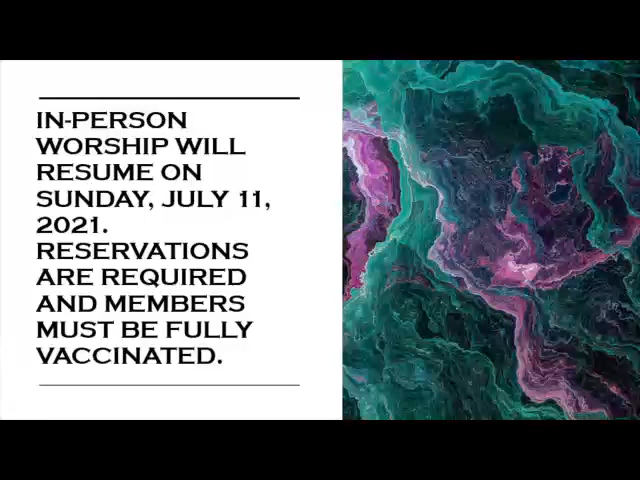 IN-PERSON
WORSHIP WILL
RESUME ON
SUNDAY, JULY 11,
2021.
RESERVATIONS
ARE REQUIRED
AND MEMBERS
MUST BE FULLY
VACCINATED.